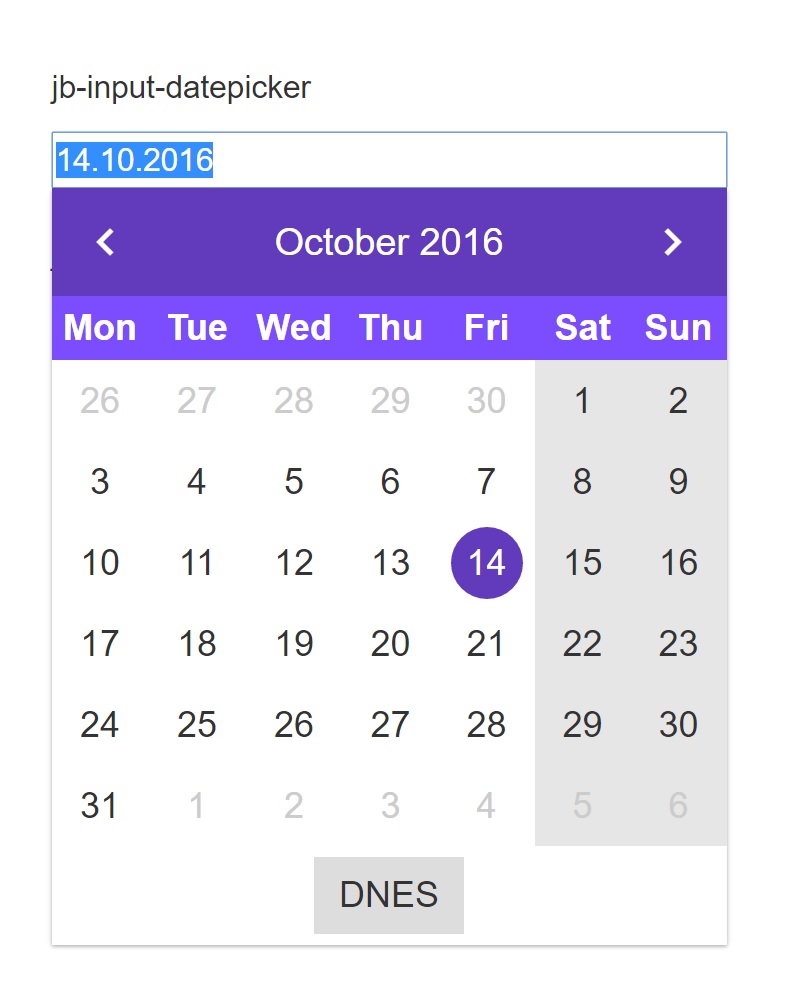 jb-input-datepicker
14.10.2016
October 2016
Mon Tue Wed Thu Fri Sat Sun
26 27 28 29 30 1 2
3 4 5 6 7 8 9
10 11 12 13 14 15 16
17 18 19 20 21 22 23
24 25 26 27 28 29 30
31 1 2 3 4 5 6
DNES